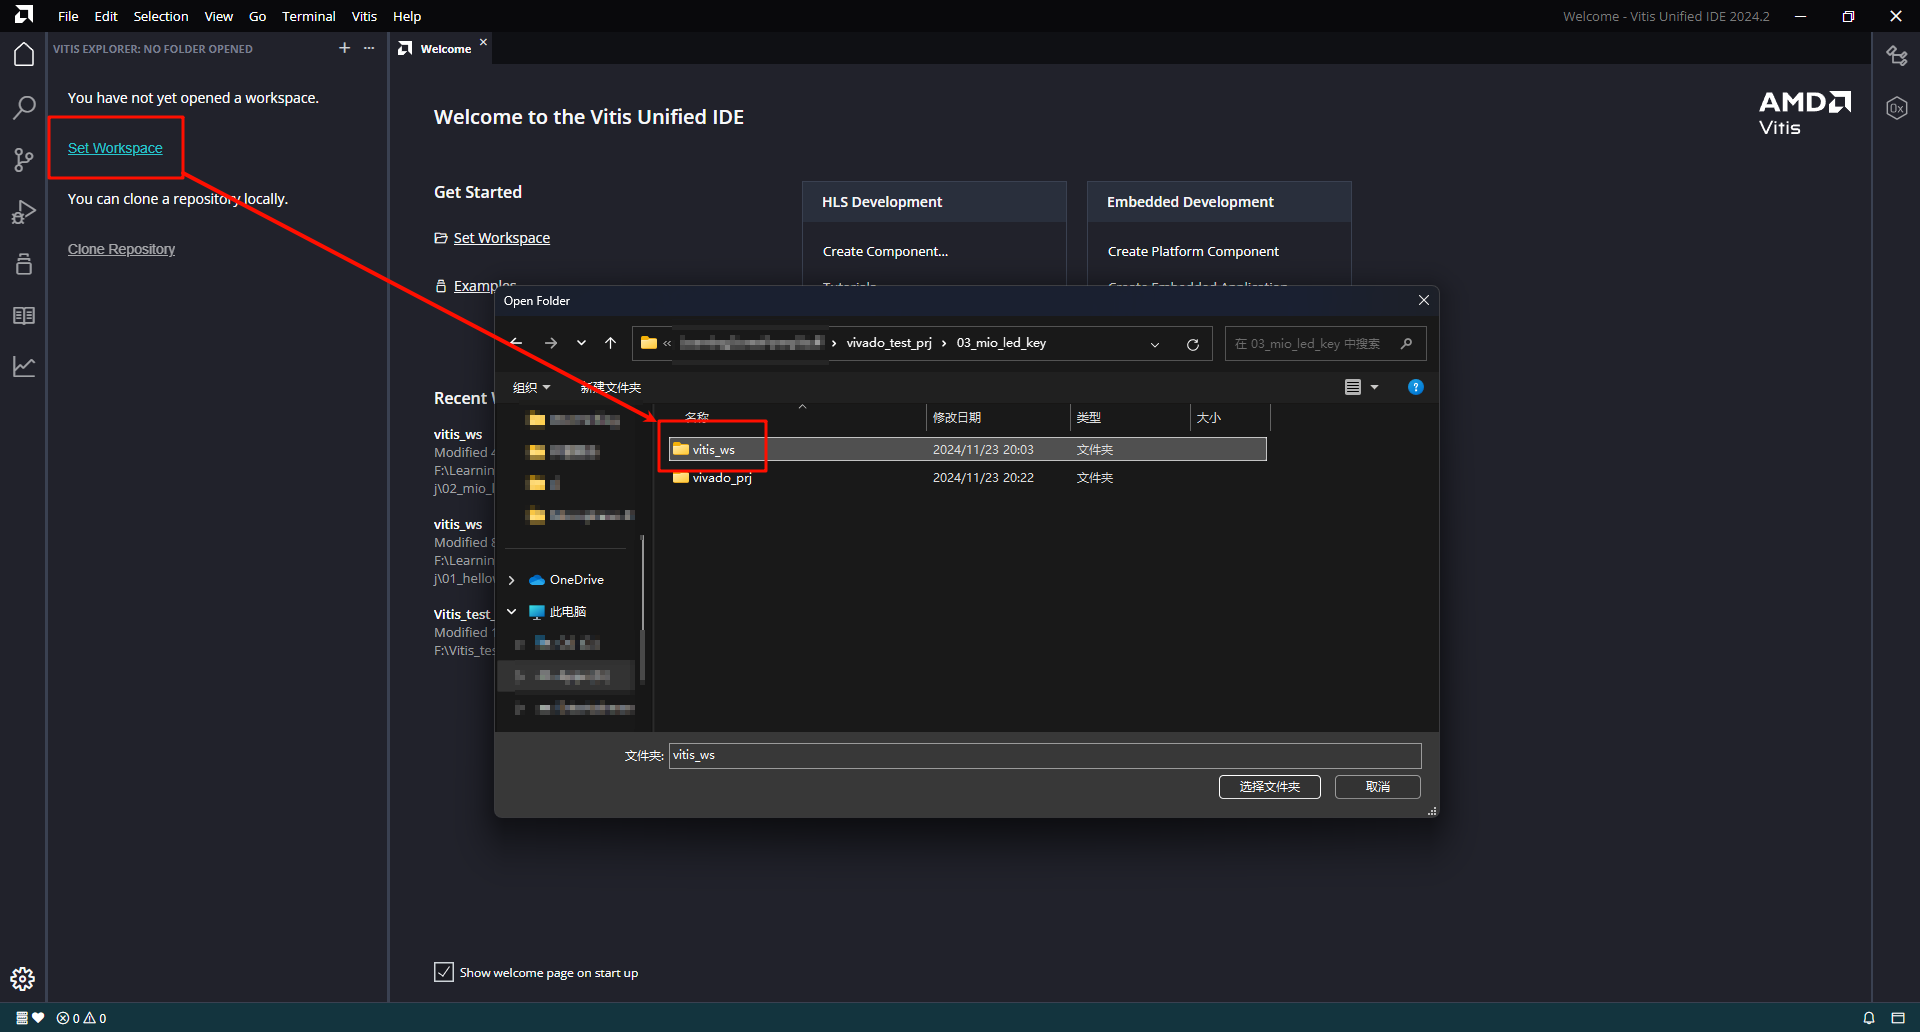 File Edit Selection View Go Terminal Vitis Help
Welcome - Vitis Unified IDE 2024.2
VITIS EXPLORER: NO FOLDER OPENED
Welcome
You have not yet opened a workspace.
Set Workspace
You can clone a repository locally.
Clone Repository
Welcome to the Vitis Unified IDE
AMD
Vitis
Get Started
Set Workspace
Examples
HLS Development
Create Component...
Tutorials
Embedded Development
Create Platform Component
Create Embedded Application
Recent
vitis_ws
Modified
F:\Learnin
j\02_mio_l
vitis_ws
Modified
F:\Learnin
j\01_hello
Vitis_test_
Modified
F:\Vitis_tes
Open Folder
vivado_test_prj › 03_mio_led_key
在 03_mio_led_key 中搜索
组织
新建文件夹
名称 修改日期 类型 大小
vitis_ws 2024/11/23 20:03 文件夹
vivado_prj 2024/11/23 20:22 文件夹
OneDrive
此电脑
文件夹: vitis_ws
选择文件夹
取消
Show welcome page on start up
0 0
0x